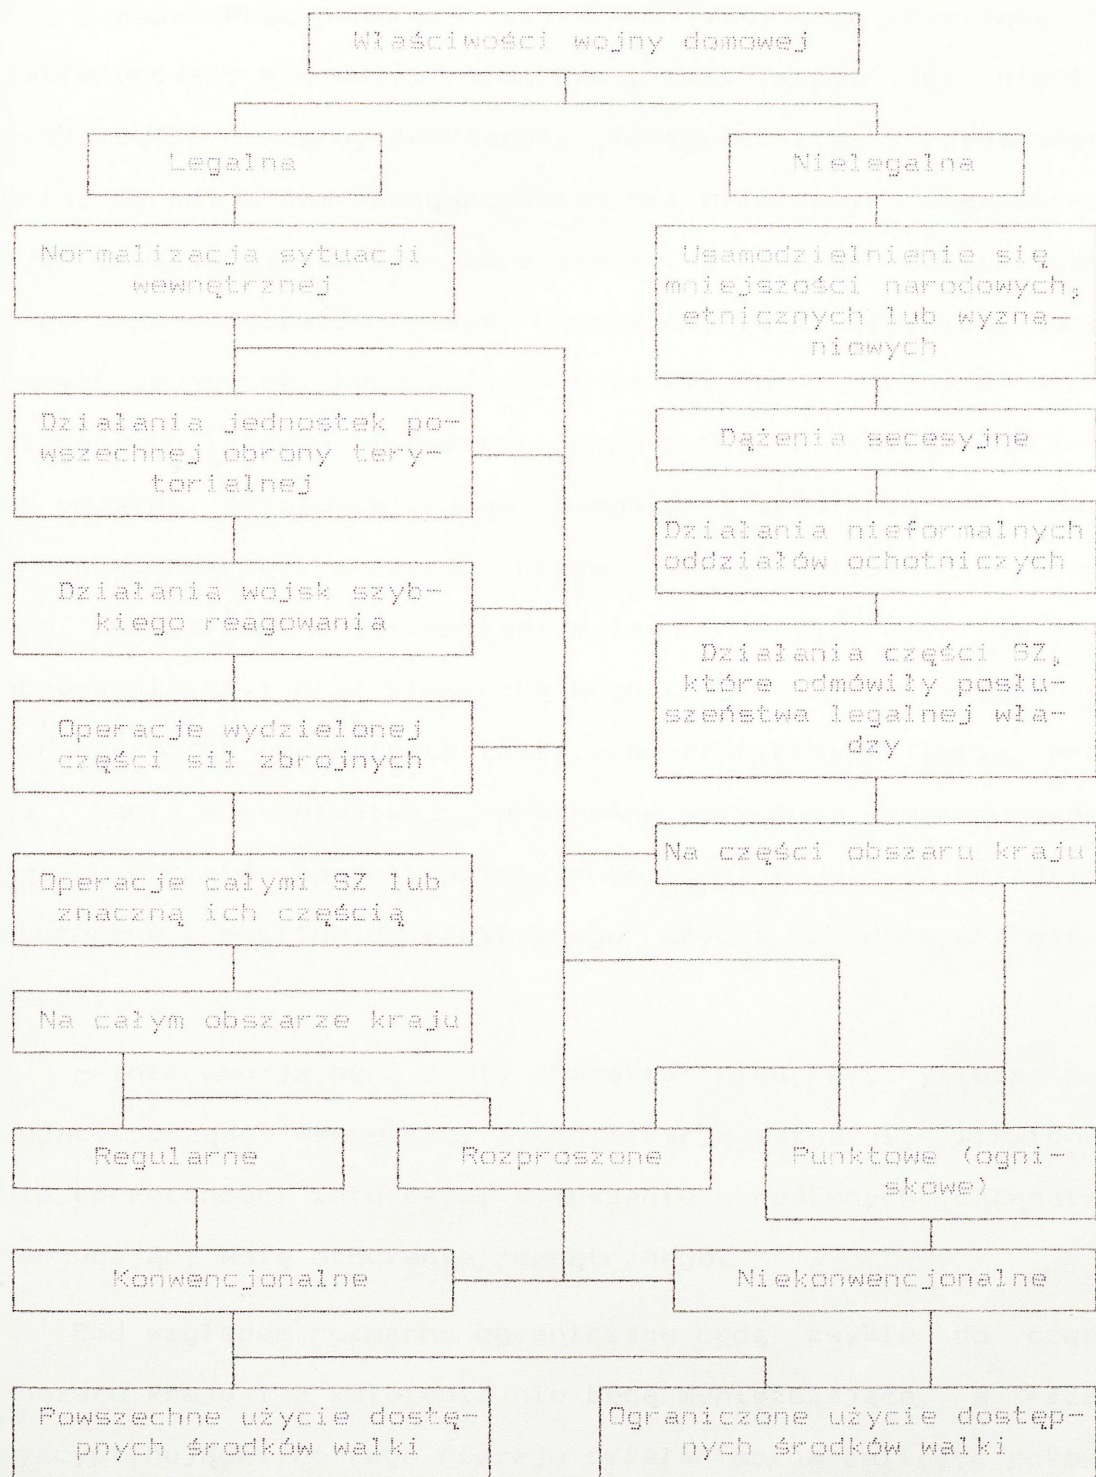 Właściwości wojny domowej
Legalna
Nielegalna
Normalizacja sytuacji
wewnętrznej
Usamodzielnienie się
mniejszości narodowych,
etnicznych lub wyzna-
niowych
Działania jednostek po-
wszechnej obrony tery-
torialnej
Dążenia secesyjne
Działania nieformalnych
oddziałów ochotniczych
Działania wojsk szyb-
kiego reagowania
Działania części SZ,
które odmówiły posłu-
szeństwa legalnej wła-
dzy
Operacje wydzielonej
części sił zbrojnych
Na części obszaru kraju
Operacje całymi SZ lub
znaczną ich częścią
Na całym obszarze kraju
Regularne
Rozproszone
Punktowe (ogni-
skowe)
Konwencjonalne
Niekonwencjonalne
Powszechne użycie dostę-
pnych środków walki
Ograniczone użycie dostęp-
nych środków walki